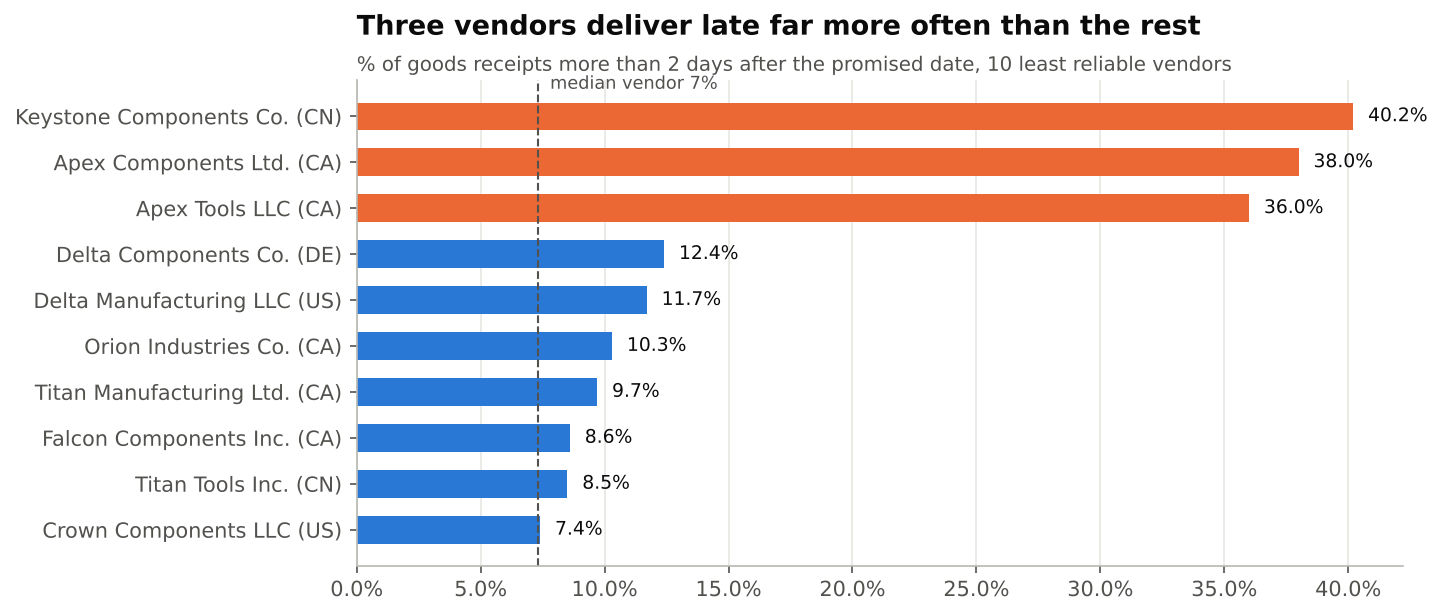 Three vendors deliver late far more often than the rest
% of goods receipts more than 2 days after the promised date, 10 least reliable vendors
median vendor 7%
Keystone Components Co. (CN) 40.2%
Apex Components Ltd. (CA) 38.0%
Apex Tools LLC (CA) 36.0%
Delta Components Co. (DE) 12.4%
Delta Manufacturing LLC (US) 11.7%
Orion Industries Co. (CA) 10.3%
Titan Manufacturing Ltd. (CA) 9.7%
Falcon Components Inc. (CA) 8.6%
Titan Tools Inc. (CN) 8.5%
Crown Components LLC (US) 7.4%
0.0% 5.0% 10.0% 15.0% 20.0% 25.0% 30.0% 35.0% 40.0%